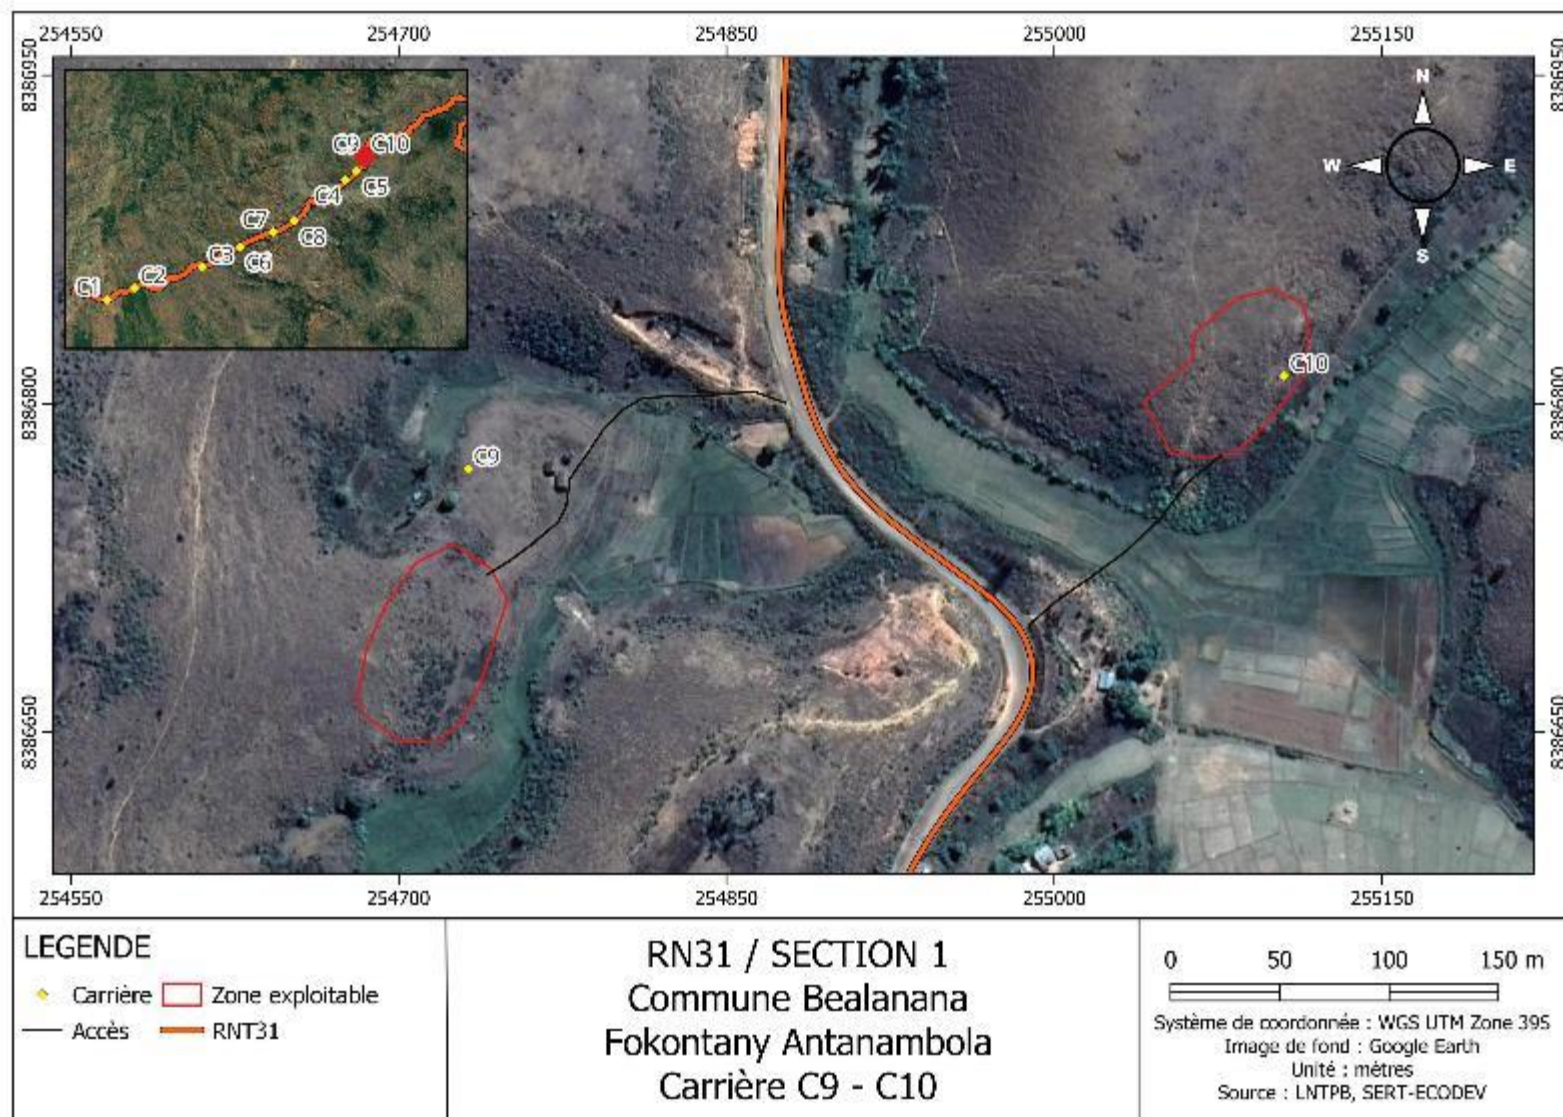 254550 254700 254850 255000 255150
8386950 8386950
N
W E
S
C9 C10
C4 C5
C7 C8
C3 C6
C1 C2
C10
8386800 8386800
C9
8386650 8386650
254550 254700 254850 255000 255150
LEGENDE
Carrière Zone exploitable
Accès RNT31
RN31 / SECTION 1
Commune Bealanana
Fokontany Antanambola
Carrière C9 - C10
0 50 100 150 m
Système de coordonnée : WGS UTM Zone 39S
Image de fond : Google Earth
Unité : mètres
Source : LNTPB, SERT-ECODEV